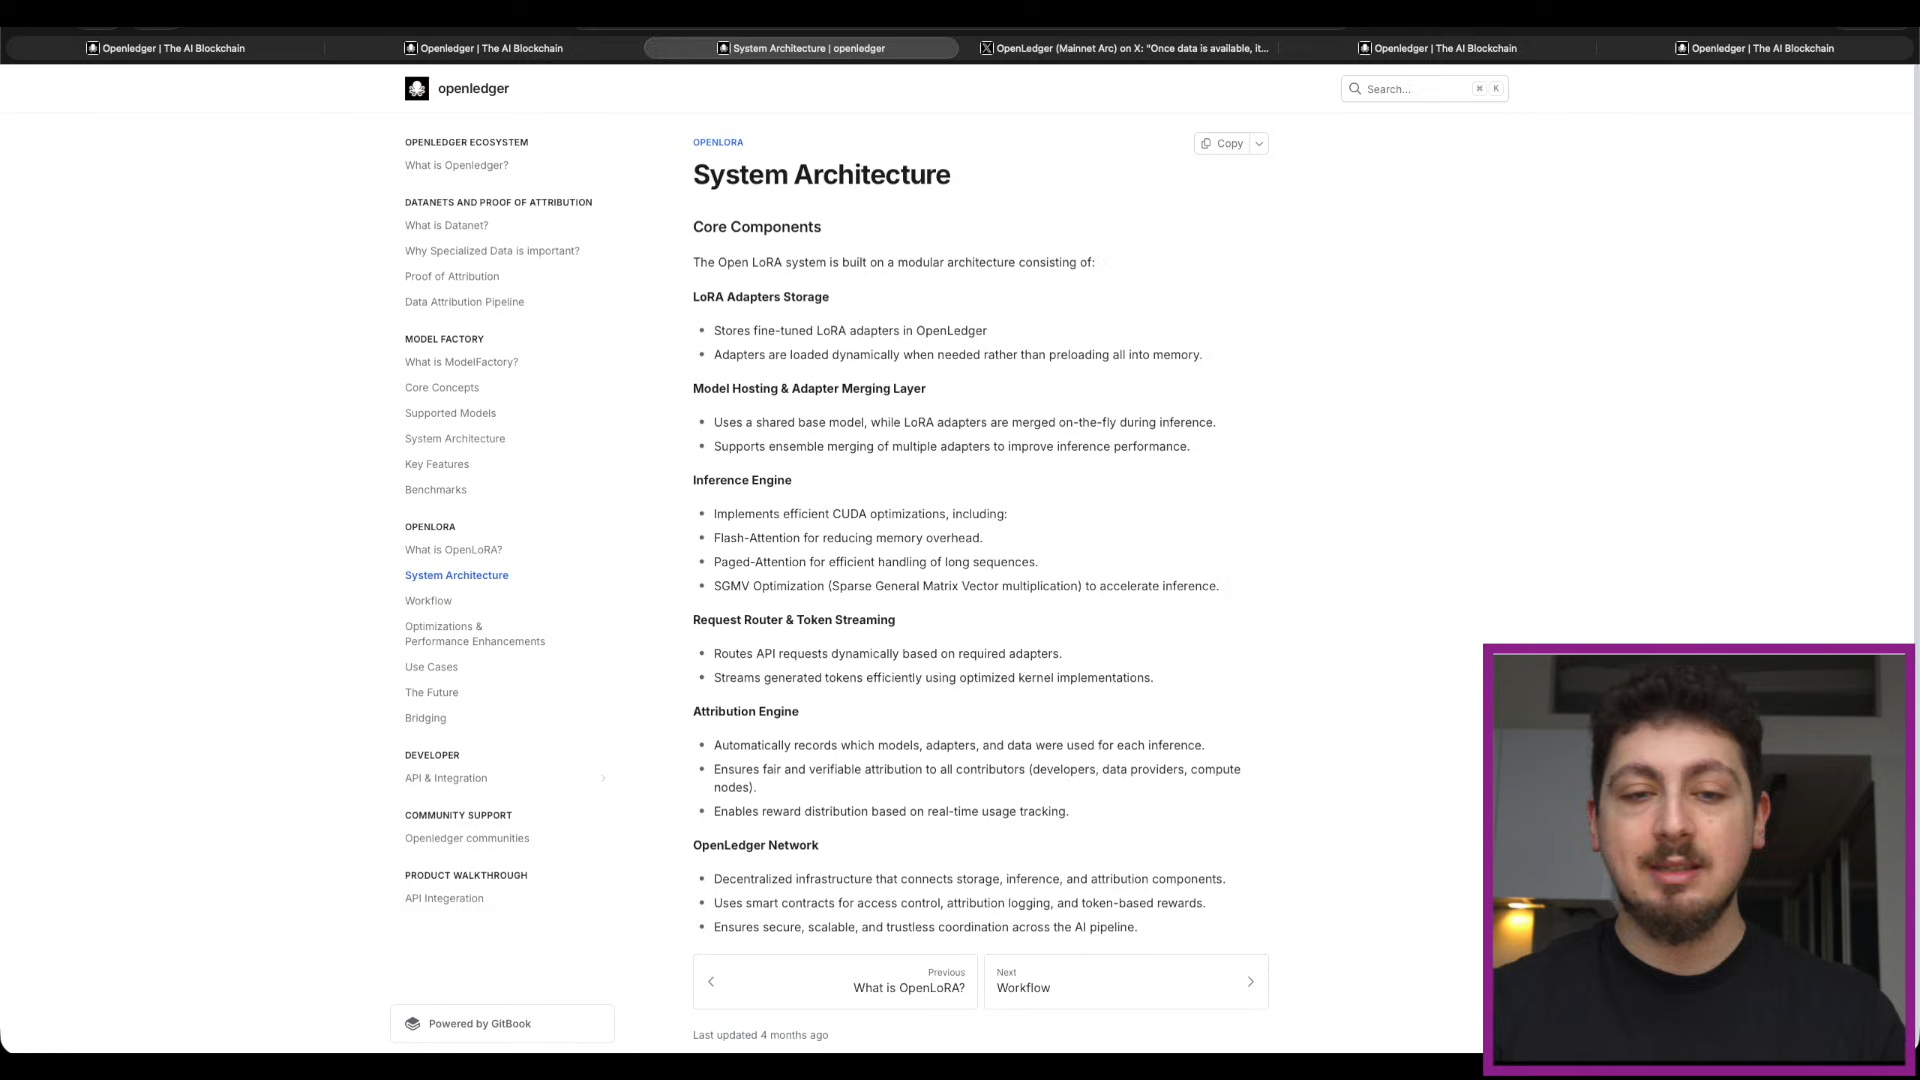 Openledger | The AI Blockchain
Openledger | The AI Blockchain
System Architecture | openledger
OpenLedger (Mainnet Arc) on X: "Once data is available, it...
Openledger | The AI Blockchain
Openledger | The AI Blockchain
openledger
Search...
⌘ K
OPENLEDGER ECOSYSTEM
What is Openledger?
DATANETS AND PROOF OF ATTRIBUTION
What is Datanet?
Why Specialized Data is important?
Proof of Attribution
Data Attribution Pipeline
MODEL FACTORY
What is ModelFactory?
Core Concepts
Supported Models
System Architecture
Key Features
Benchmarks
OPENLORA
What is OpenLoRA?
System Architecture
Workflow
Optimizations &
Performance Enhancements
Use Cases
The Future
Bridging
DEVELOPER
API & Integration
COMMUNITY SUPPORT
Openledger communities
PRODUCT WALKTHROUGH
API Integeration
Powered by GitBook
OPENLORA
Copy
System Architecture
Core Components
The Open LoRA system is built on a modular architecture consisting of:
LoRA Adapters Storage
• Stores fine-tuned LoRA adapters in OpenLedger
• Adapters are loaded dynamically when needed rather than preloading all into memory.
Model Hosting & Adapter Merging Layer
• Uses a shared base model, while LoRA adapters are merged on-the-fly during inference.
• Supports ensemble merging of multiple adapters to improve inference performance.
Inference Engine
• Implements efficient CUDA optimizations, including:
• Flash-Attention for reducing memory overhead.
• Paged-Attention for efficient handling of long sequences.
• SGMV Optimization (Sparse General Matrix Vector multiplication) to accelerate inference.
Request Router & Token Streaming
• Routes API requests dynamically based on required adapters.
• Streams generated tokens efficiently using optimized kernel implementations.
Attribution Engine
• Automatically records which models, adapters, and data were used for each inference.
• Ensures fair and verifiable attribution to all contributors (developers, data providers, compute
nodes).
• Enables reward distribution based on real-time usage tracking.
OpenLedger Network
• Decentralized infrastructure that connects storage, inference, and attribution components.
• Uses smart contracts for access control, attribution logging, and token-based rewards.
• Ensures secure, scalable, and trustless coordination across the AI pipeline.
Previous
What is OpenLoRA?
Next
Workflow
Last updated 4 months ago